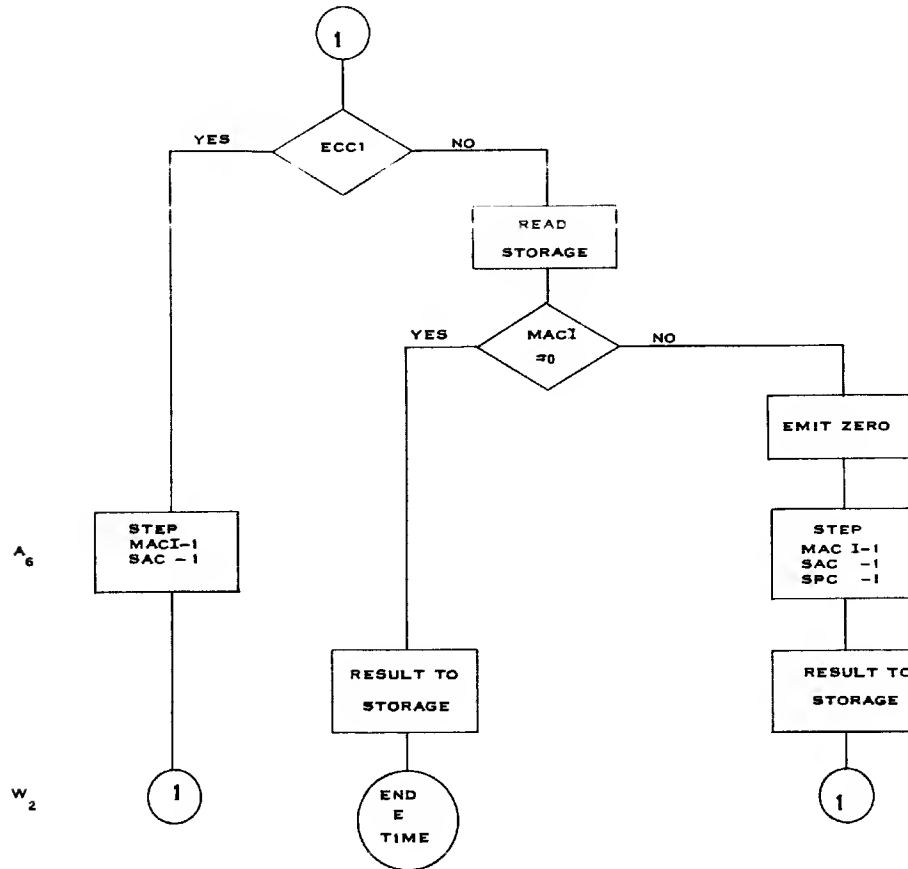 1
ECC1
YES
NO
READ
STORAGE
MACI
=0
YES
NO
EMIT ZERO
A6
STEP
MACI-1
SAC -1
STEP
MAC I-1
SAC -1
SPC -1
RESULT TO
STORAGE
RESULT TO
STORAGE
W2
1
END
E
TIME
1